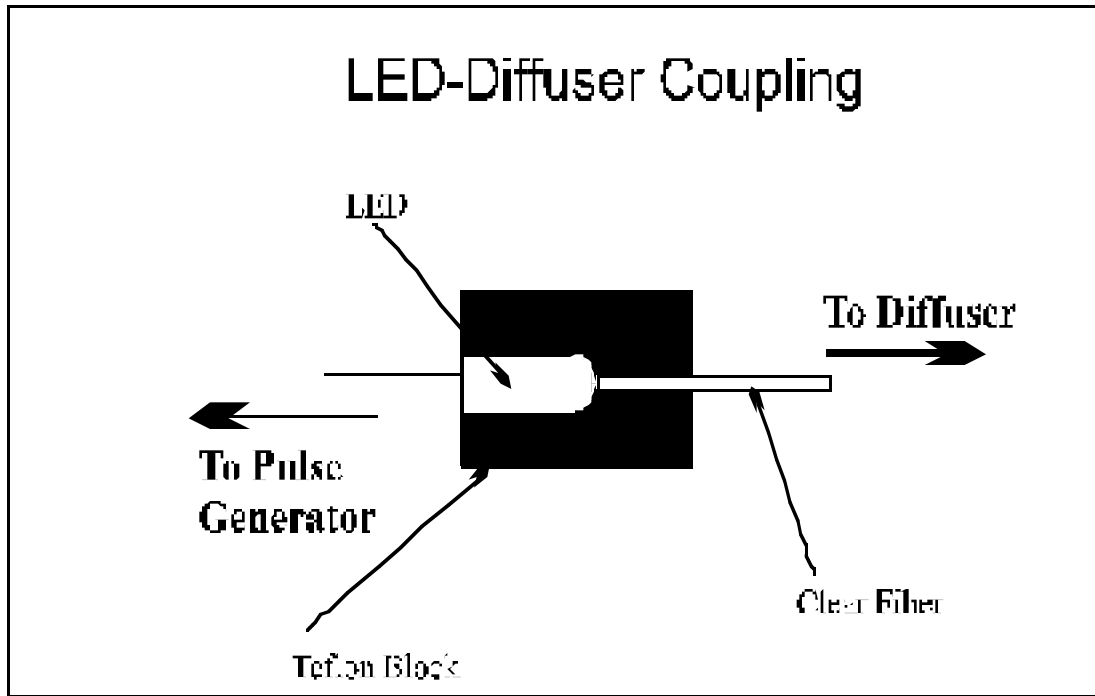 LED-Diffuser Coupling
LED
To Diffuser
To Pulse
Generator
Clear Fiber
Teflon Block